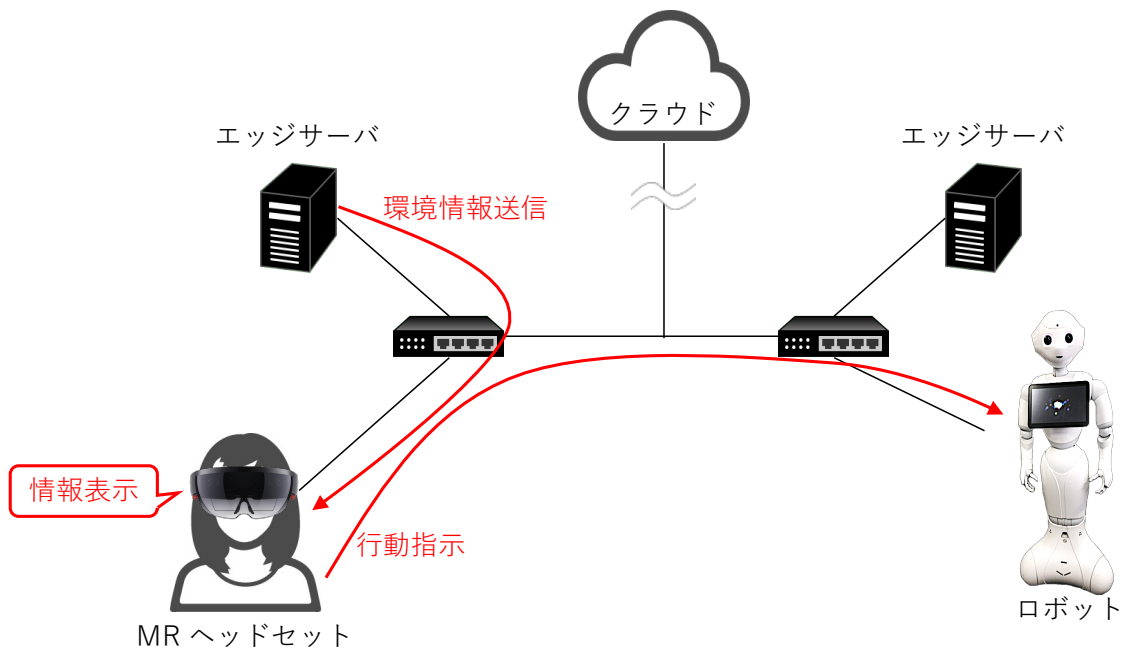 クラウド
エッジサーバ
エッジサーバ
環境情報送信
情報表示
行動指示
ロボット
MR ヘッドセット